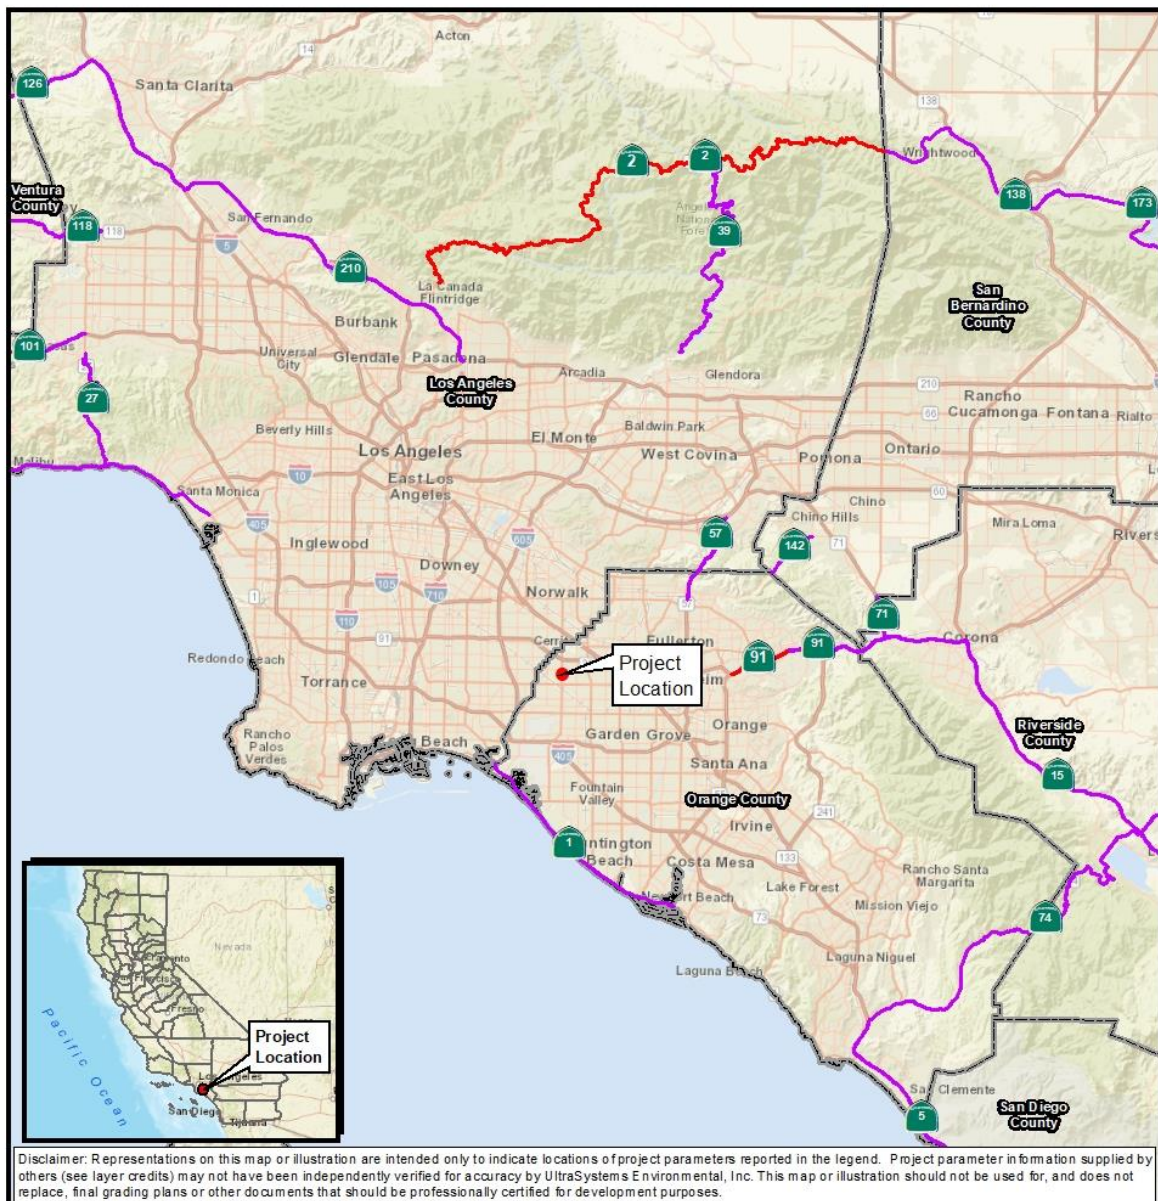 Acton
14
126
Santa Clarita
138
2
2
Wrightwood
138
173
Ventura
County
118
118
San Fernando
5
39
210
La Canada
Flintridge
San
Bernardino
County
Burbank
101
Universal
City
Glendale
Pasadena
Los Angeles
County
Arcadia
Glendora
210
27
Rancho
Cucamonga
Fontana
Rialto
66
Beverly Hills
El Monte
Baldwin Park
Los Angeles
West Covina
Pomona
Ontario
10
East Los
Angeles
Santa Monica
60
Chino
405
Chino Hills
Mira Loma
57
142
71
Inglewood
605
Downey
105
710
Norwalk
1
110
57
71
91
Fullerton
Corona
91
91
Redondo Beach
Project
Location
Torrance
Orange
Rancho
Palos
Verdes
Beach
Garden Grove
Riverside
County
405
Santa Ana
15
Fountain
Valley
Orange County
241
1
Irvine
133
Costa Mesa
Rancho Santa
Margarita
Lake Forest
74
73
Mission Viejo
Laguna Niguel
Laguna Beach
San Clemente
5
San Diego
County
Nevada
Fresno
Pacific Ocean
Project
Location
San Diego
Tijuana
Disclaimer: Representations on this map or illustration are intended only to indicate locations of project parameters reported in the legend. Project parameter information supplied by
others (see layer credits) may not have been independently verified for accuracy by UltraSystems Environmental, Inc. This map or illustration should not be used for, and does not
replace, final grading plans or other documents that should be professionally certified for development purposes.